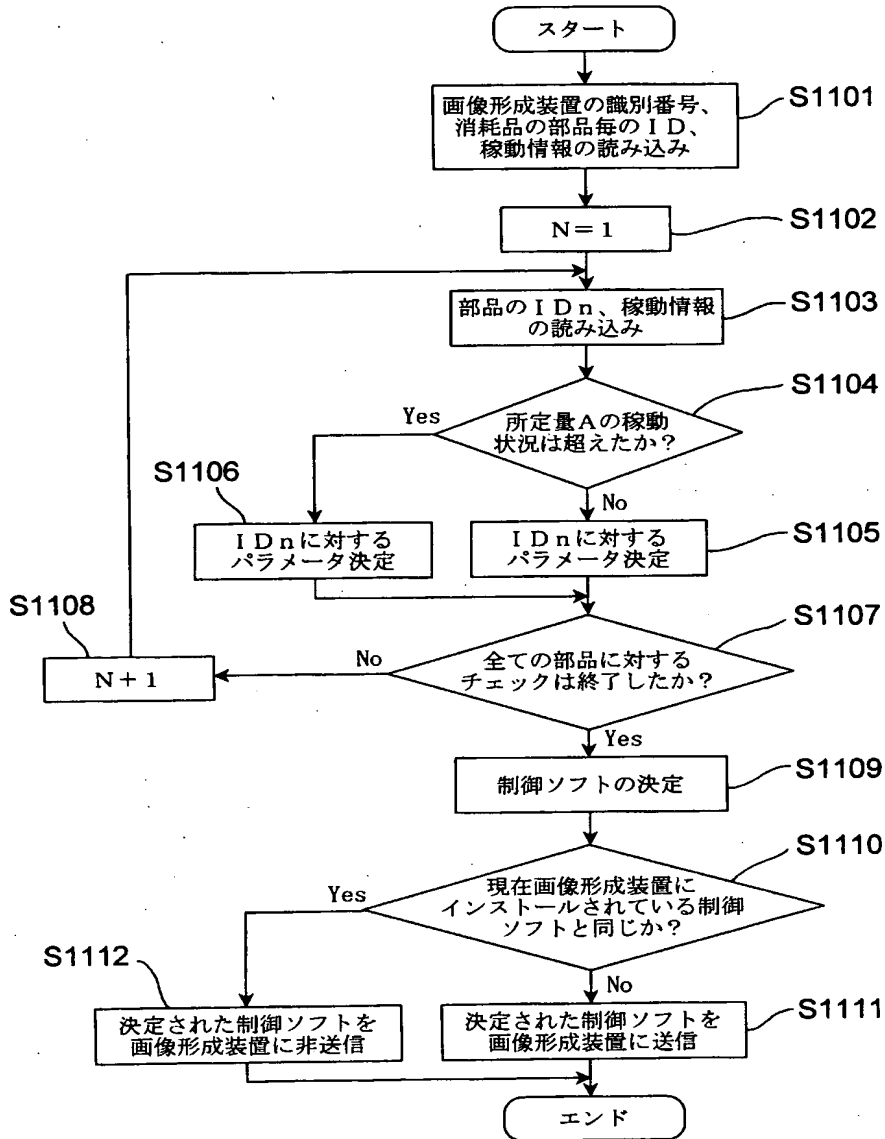 スタート
S1101
画像形成装置の識別番号、
消耗品の部品毎のID、
稼動情報の読み込み
S1102
N=1
S1103
部品のIDn、稼動情報
の読み込み
S1104
所定量Aの稼動
状況は超えたか?
Yes
No
S1106
IDnに対する
パラメータ決定
S1105
IDnに対する
パラメータ決定
S1107
全ての部品に対する
チェックは終了したか?
No
Yes
S1108
N+1
S1109
制御ソフトの決定
S1110
現在画像形成装置に
インストールされている制御
ソフトと同じか?
Yes
No
S1112
決定された制御ソフトを
画像形成装置に非送信
S1111
決定された制御ソフトを
画像形成装置に送信
エンド